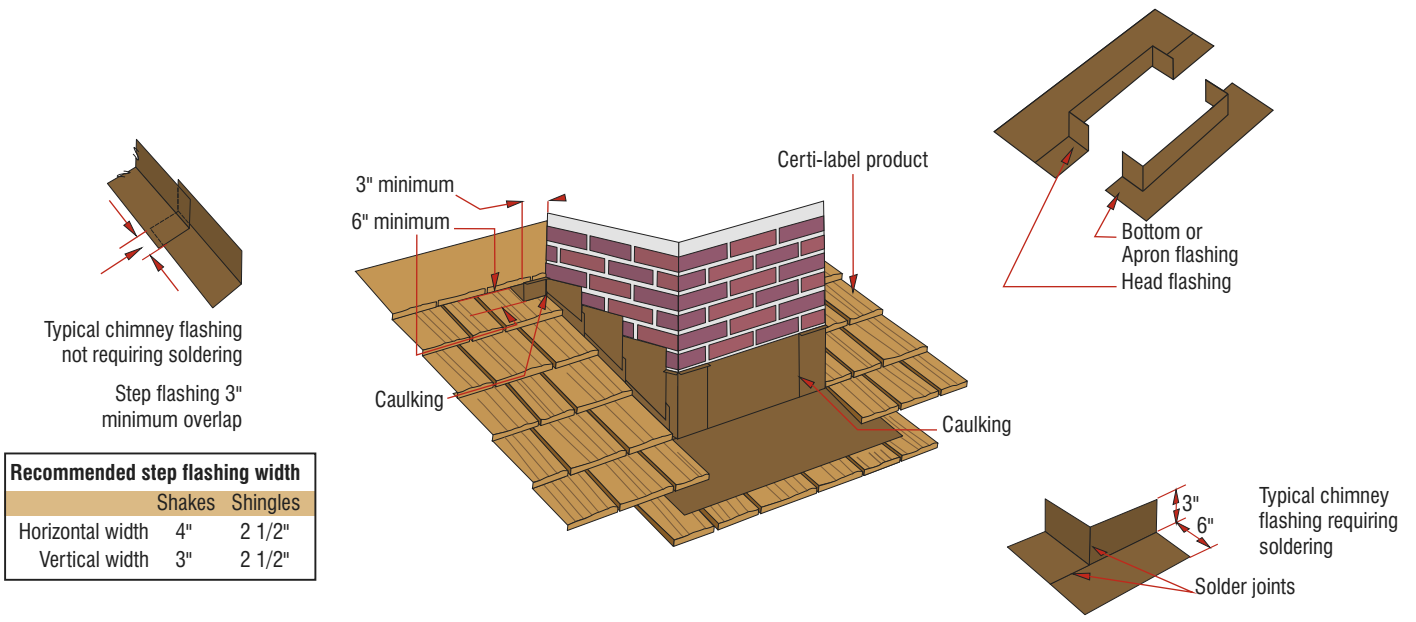 3" minimum
6" minimum
Caulking
Certi-label product
Caulking
Bottom or
Apron flashing
Head flashing
Typical chimney flashing
not requiring soldering
Step flashing 3"
minimum overlap
Recommended step flashing width
Shakes Shingles
Horizontal width 4" 2 1/2"
Vertical width 3" 2 1/2"
3"
6"
Typical chimney
flashing requiring
soldering
Solder joints